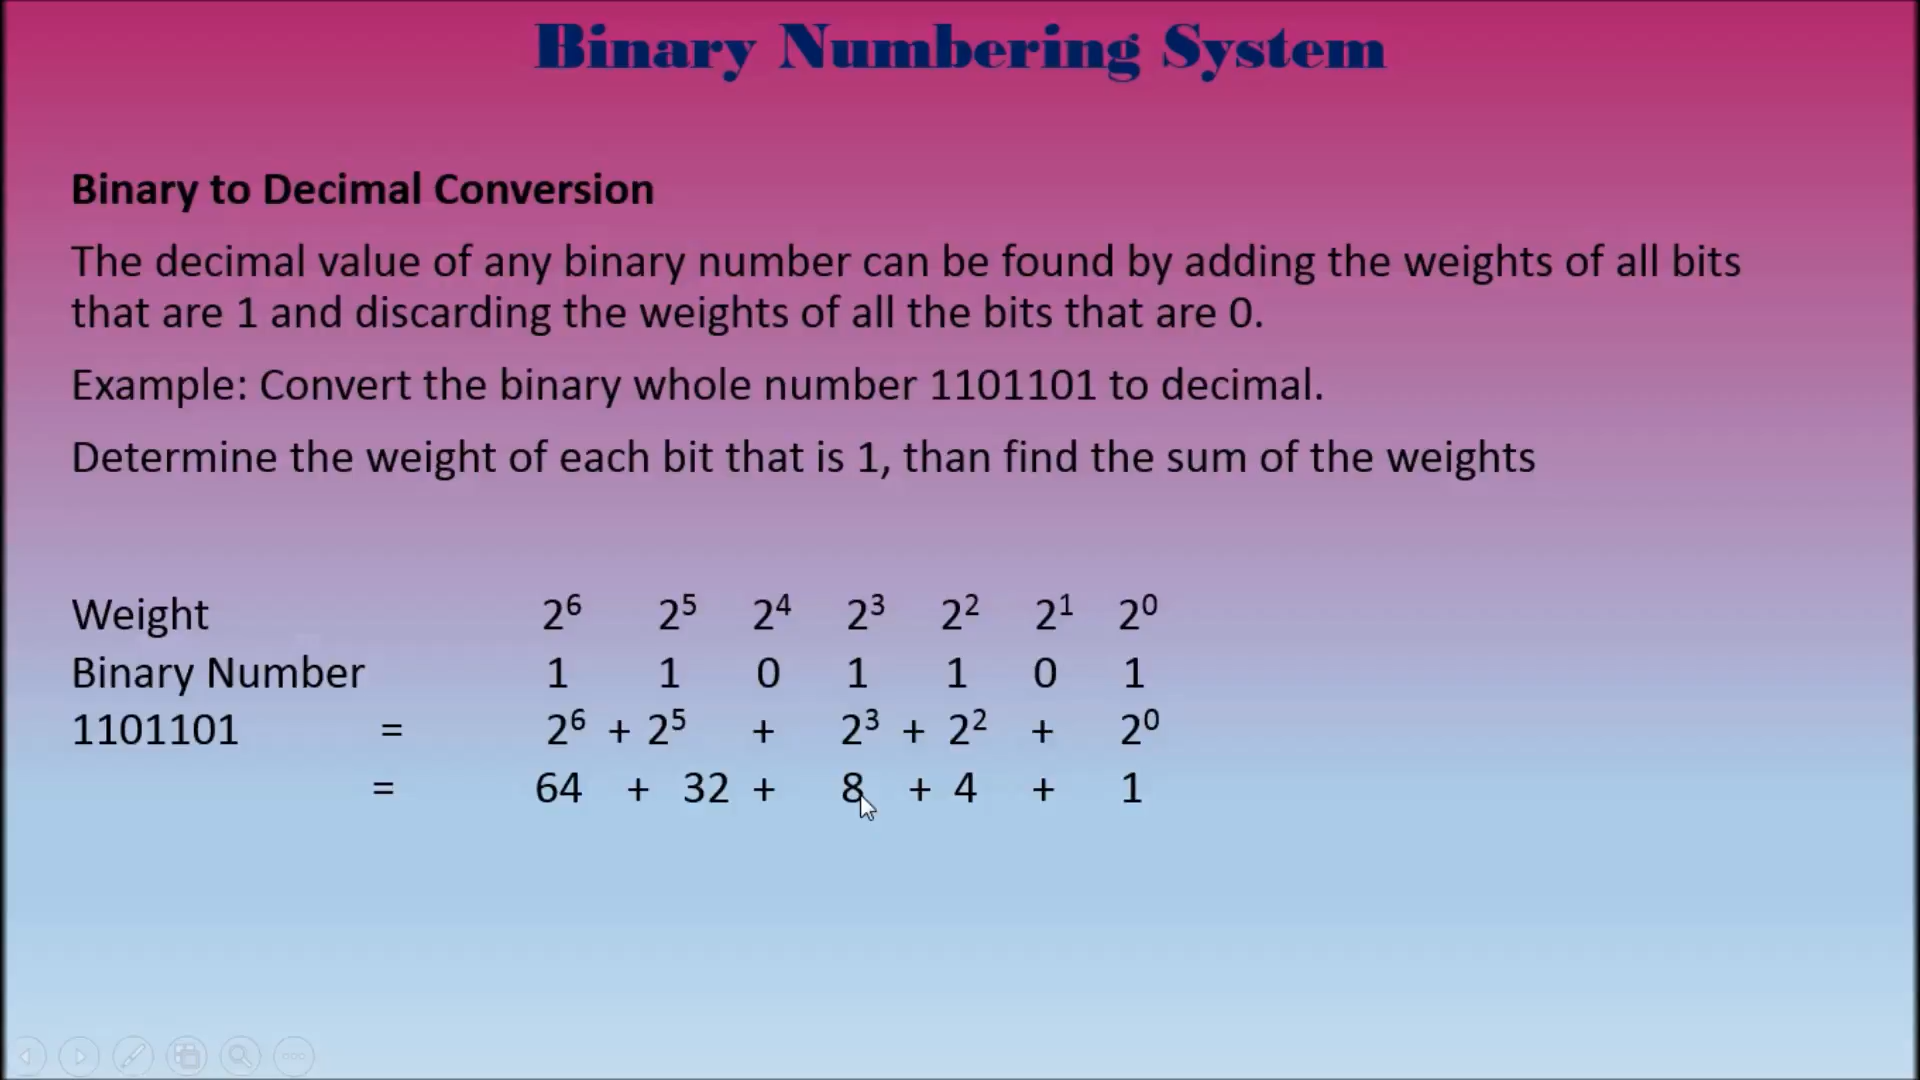 Binary Numbering System
Binary to Decimal Conversion
The decimal value of any binary number can be found by adding the weights of all bits
that are 1 and discarding the weights of all the bits that are 0.
Example: Convert the binary whole number 1101101 to decimal.
Determine the weight of each bit that is 1, than find the sum of the weights
Weight 2⁶ 2⁵ 2⁴ 2³ 2² 2¹ 2⁰
Binary Number 1 1 0 1 1 0 1
1101101 = 2⁶ + 2⁵ + 2³ + 2² + 2⁰
= 64 + 32 + 8 + 4 + 1